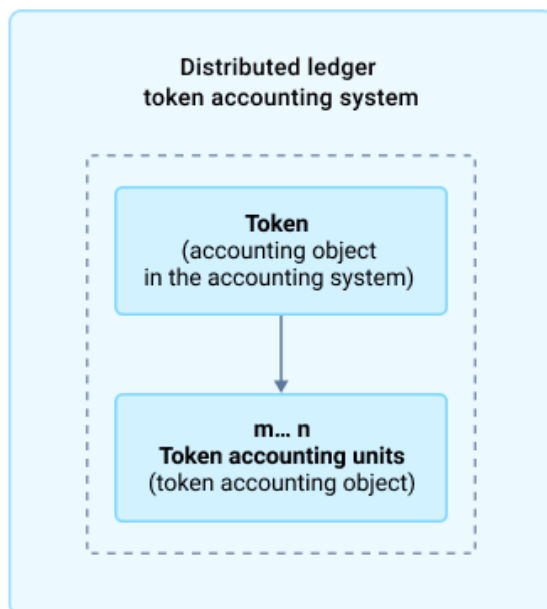 Distributed ledger
token accounting system
Token
(accounting object
in the accounting system)
m... n
Token accounting units
(token accounting object)